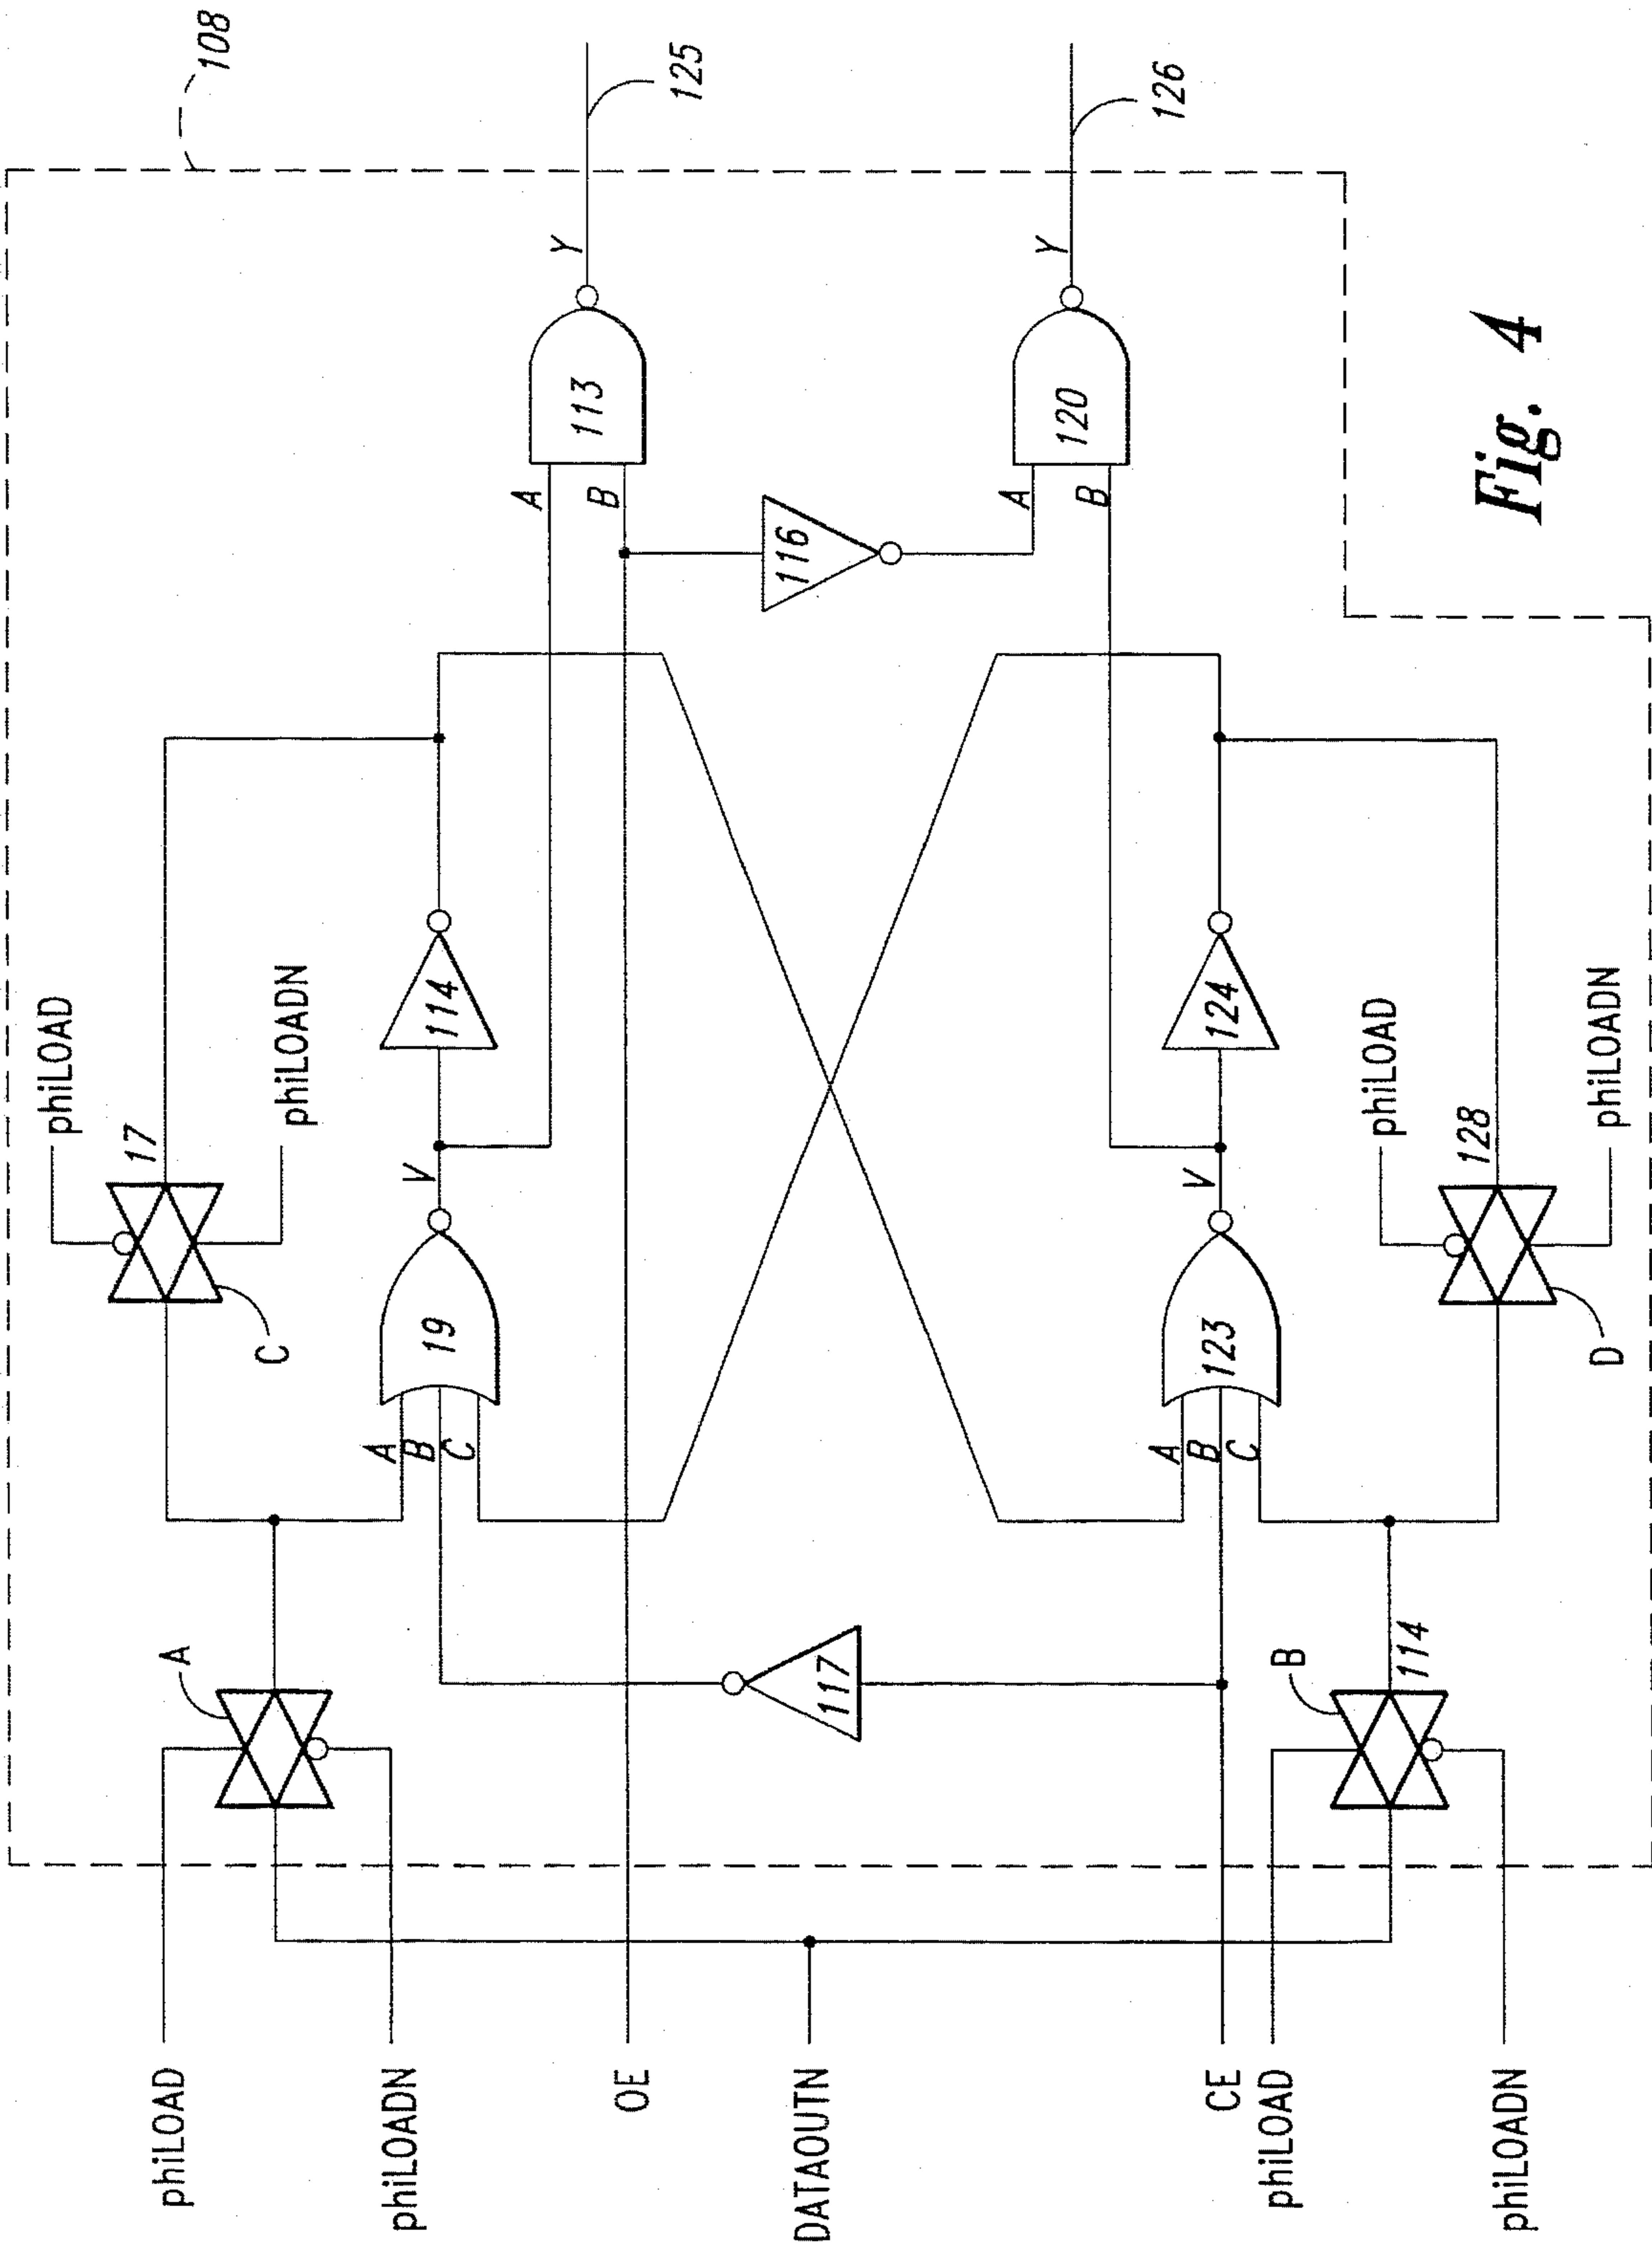 108
125
126
Y
Y
113
120
A
B
A
B
116
phiLOAD
17
phiLOADN
C
114
V
19
A
B
C
124
V
123
A
B
C
phiLOAD
128
phiLOADN
D
A
117
B
114
phiLOAD
phiLOADN
OE
DATAOUTN
CE
phiLOAD
phiLOADN
Fig. 4